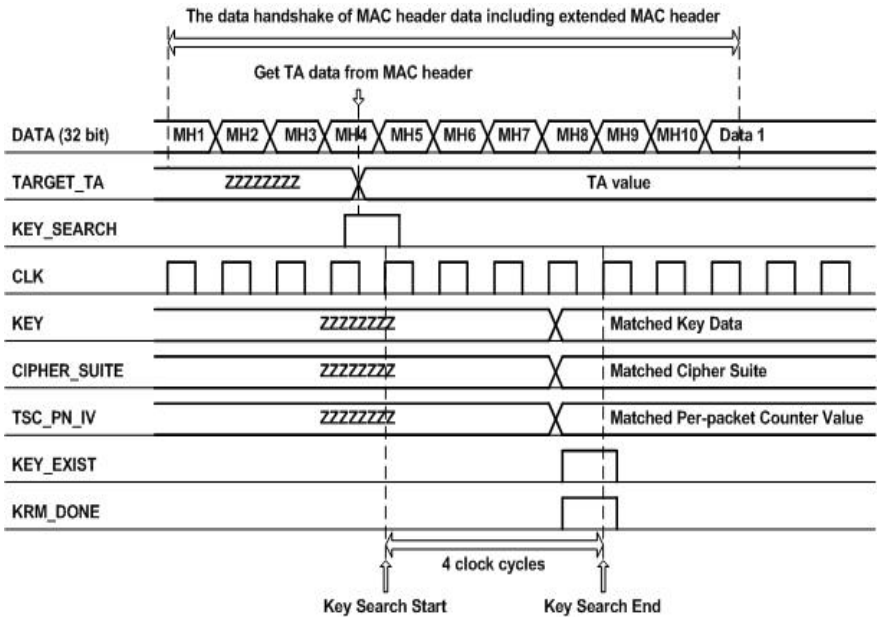 The data handshake of MAC header data including extended MAC header
Get TA data from MAC header
DATA (32 bit) MH1 MH2 MH3 MH4 MH5 MH6 MH7 MH8 MH9 MH10 Data 1
TARGET_TA ZZZZZZZZ TA value
KEY_SEARCH
CLK
KEY ZZZZZZZZ Matched Key Data
CIPHER_SUITE ZZZZZZZZ Matched Cipher Suite
TSC_PN_IV ZZZZZZZZ Matched Per-packet Counter Value
KEY_EXIST
KRM_DONE
4 clock cycles
Key Search Start Key Search End